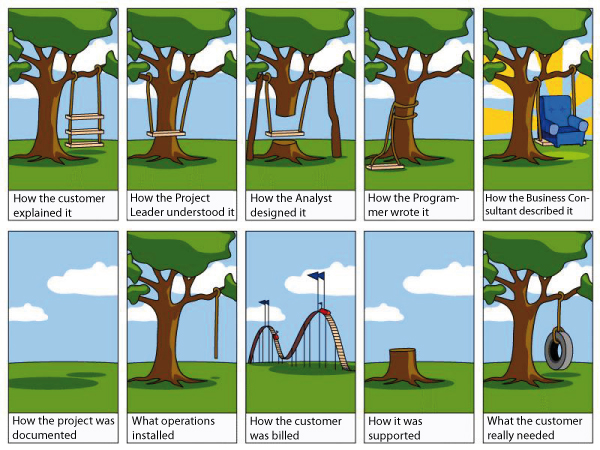 How the customer
explained it
How the Project
Leader understood it
How the Analyst
designed it
How the Program-
mer wrote it
How the Business Con-
sultant described it
How the project was
documented
What operations
installed
How the customer
was billed
How it was
supported
What the customer
really needed